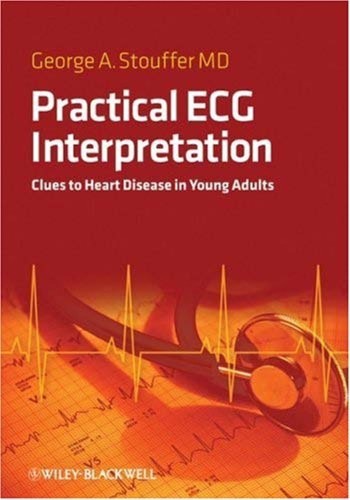 George A. Stouffer MD
Practical ECG
Interpretation
Clues to Heart Disease in Young Adults
WILEY-BLACKWELL